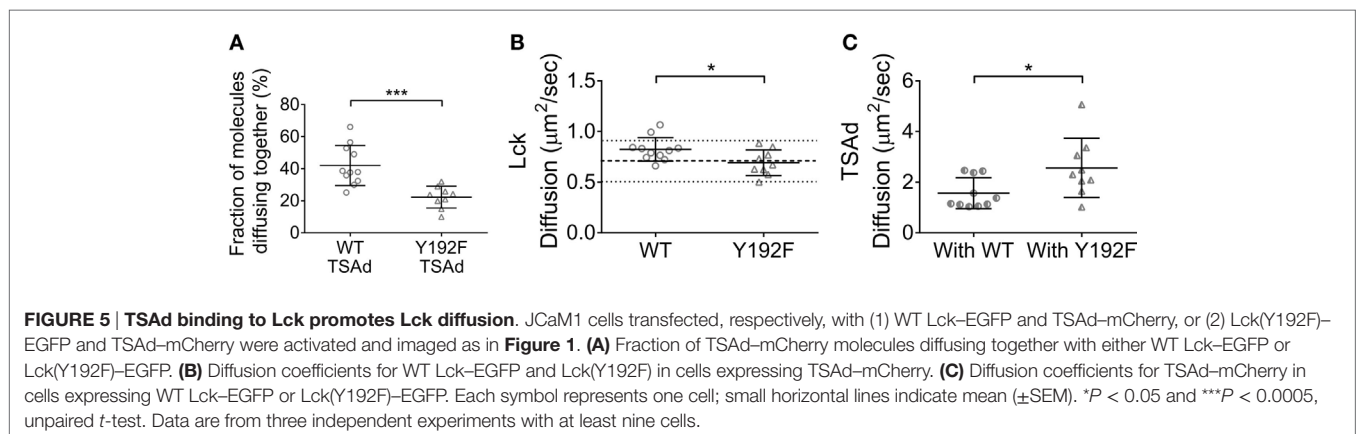 A
Fraction of molecules
diffusing together (%)
80
60
40
20
0
***
WT
TSAd
Y192F
TSAd
B
Lck
Diffusion (μm²/sec)
1.5
1.0
0.5
0.0
*
WT
Y192F
C
TSAd
Diffusion (μm²/sec)
6
4
2
0
*
With WT
With Y192F
FIGURE 5 | TSAd binding to Lck promotes Lck diffusion. JCaM1 cells transfected, respectively, with (1) WT Lck–EGFP and TSAd–mCherry, or (2) Lck(Y192F)–
EGFP and TSAd–mCherry were activated and imaged as in Figure 1. (A) Fraction of TSAd–mCherry molecules diffusing together with either WT Lck–EGFP or
Lck(Y192F)–EGFP. (B) Diffusion coefficients for WT Lck–EGFP and Lck(Y192F) in cells expressing TSAd–mCherry. (C) Diffusion coefficients for TSAd–mCherry in
cells expressing WT Lck–EGFP or Lck(Y192F)–EGFP. Each symbol represents one cell; small horizontal lines indicate mean (±SEM). *P < 0.05 and ***P < 0.0005,
unpaired t-test. Data are from three independent experiments with at least nine cells.